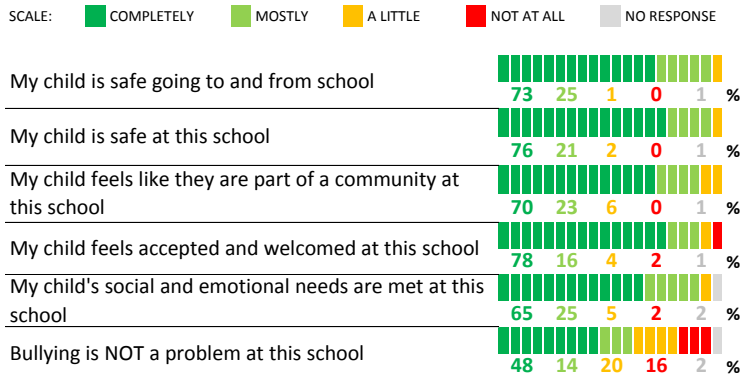 SCALE: COMPLETELY MOSTLY A LITTLE NOT AT ALL NO RESPONSE
My child is safe going to and from school
73 25 1 0 1 %
My child is safe at this school
76 21 2 0 1 %
My child feels like they are part of a community at
this school
70 23 6 0 1 %
My child feels accepted and welcomed at this school
78 16 4 2 1 %
My child's social and emotional needs are met at this
school
65 25 5 2 2 %
Bullying is NOT a problem at this school
48 14 20 16 2 %